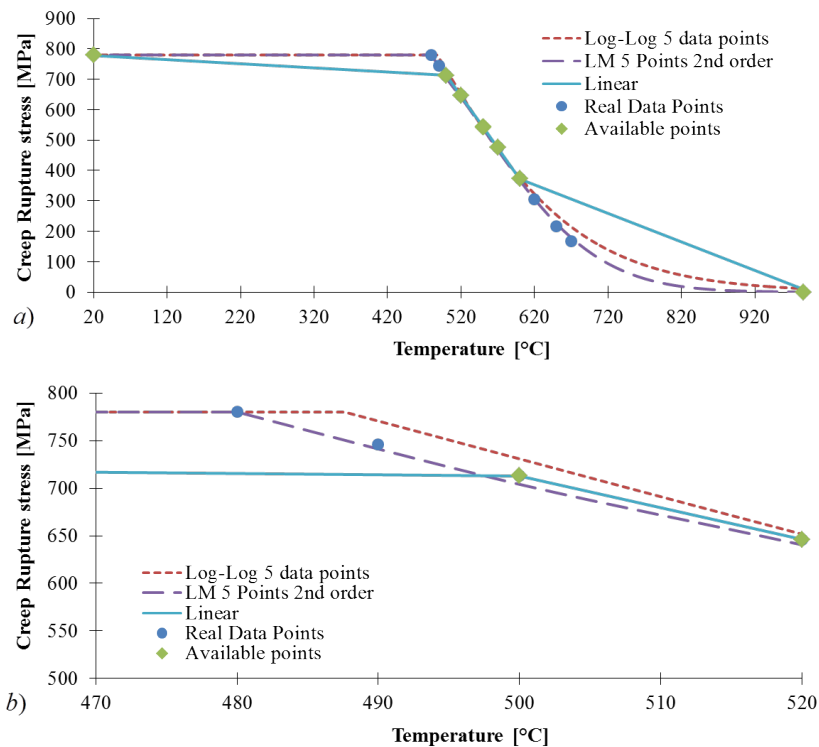 900
800
700
600
500
400
300
200
100
0
Creep Rupture stress [MPa]
Log-Log 5 data points
LM 5 Points 2nd order
Linear
Real Data Points
Available points
20 120 220 320 420 520 620 720 820 920
a)
Temperature [°C]
800
750
700
650
600
550
500
Creep Rupture stress [MPa]
Log-Log 5 data points
LM 5 Points 2nd order
Linear
Real Data Points
Available points
470 480 490 500 510 520
b)
Temperature [°C]